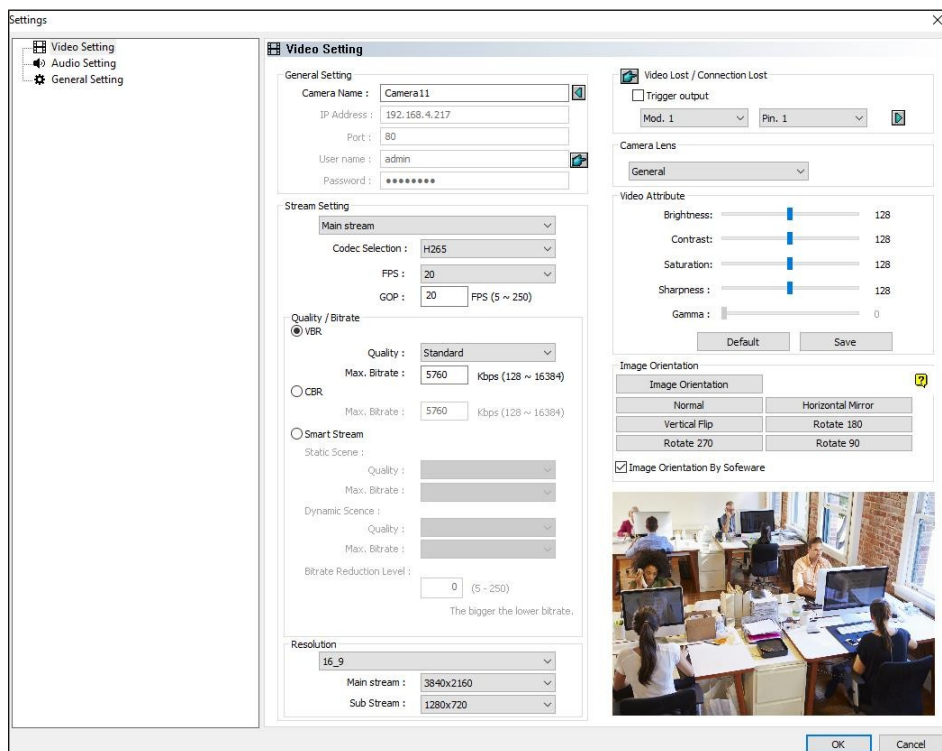 Settings
Video Setting
Audio Setting
General Setting
Video Setting
General Setting
Camera Name : Camera11
IP Address : 192.168.4.217
Port : 80
User name : admin
Password : ●●●●●●●●
Stream Setting
Main stream
Codec Selection : H265
FPS : 20
GOP : 20 FPS (5 ~ 250)
Quality / Bitrate
VBR
Quality : Standard
Max. Bitrate : 5760 Kbps (128 ~ 16384)
CBR
Max. Bitrate : 5760 Kbps (128 ~ 16384)
Smart Stream
Static Scene :
Quality :
Max. Bitrate :
Dynamic Scence :
Quality :
Max. Bitrate :
Bitrate Reduction Level :
0 (5 - 250)
The bigger the lower bitrate.
Resolution
16_9
Main stream : 3840x2160
Sub Stream : 1280x720
Video Lost / Connection Lost
Trigger output
Mod. 1 Pin. 1
Camera Lens
General
Video Attribute
Brightness: 128
Contrast: 128
Saturation: 128
Sharpness : 128
Gamma : 0
Default Save
Image Orientation
Image Orientation
Normal Horizontal Mirror
Vertical Flip Rotate 180
Rotate 270 Rotate 90
Image Orientation By Sofeware
OK Cancel